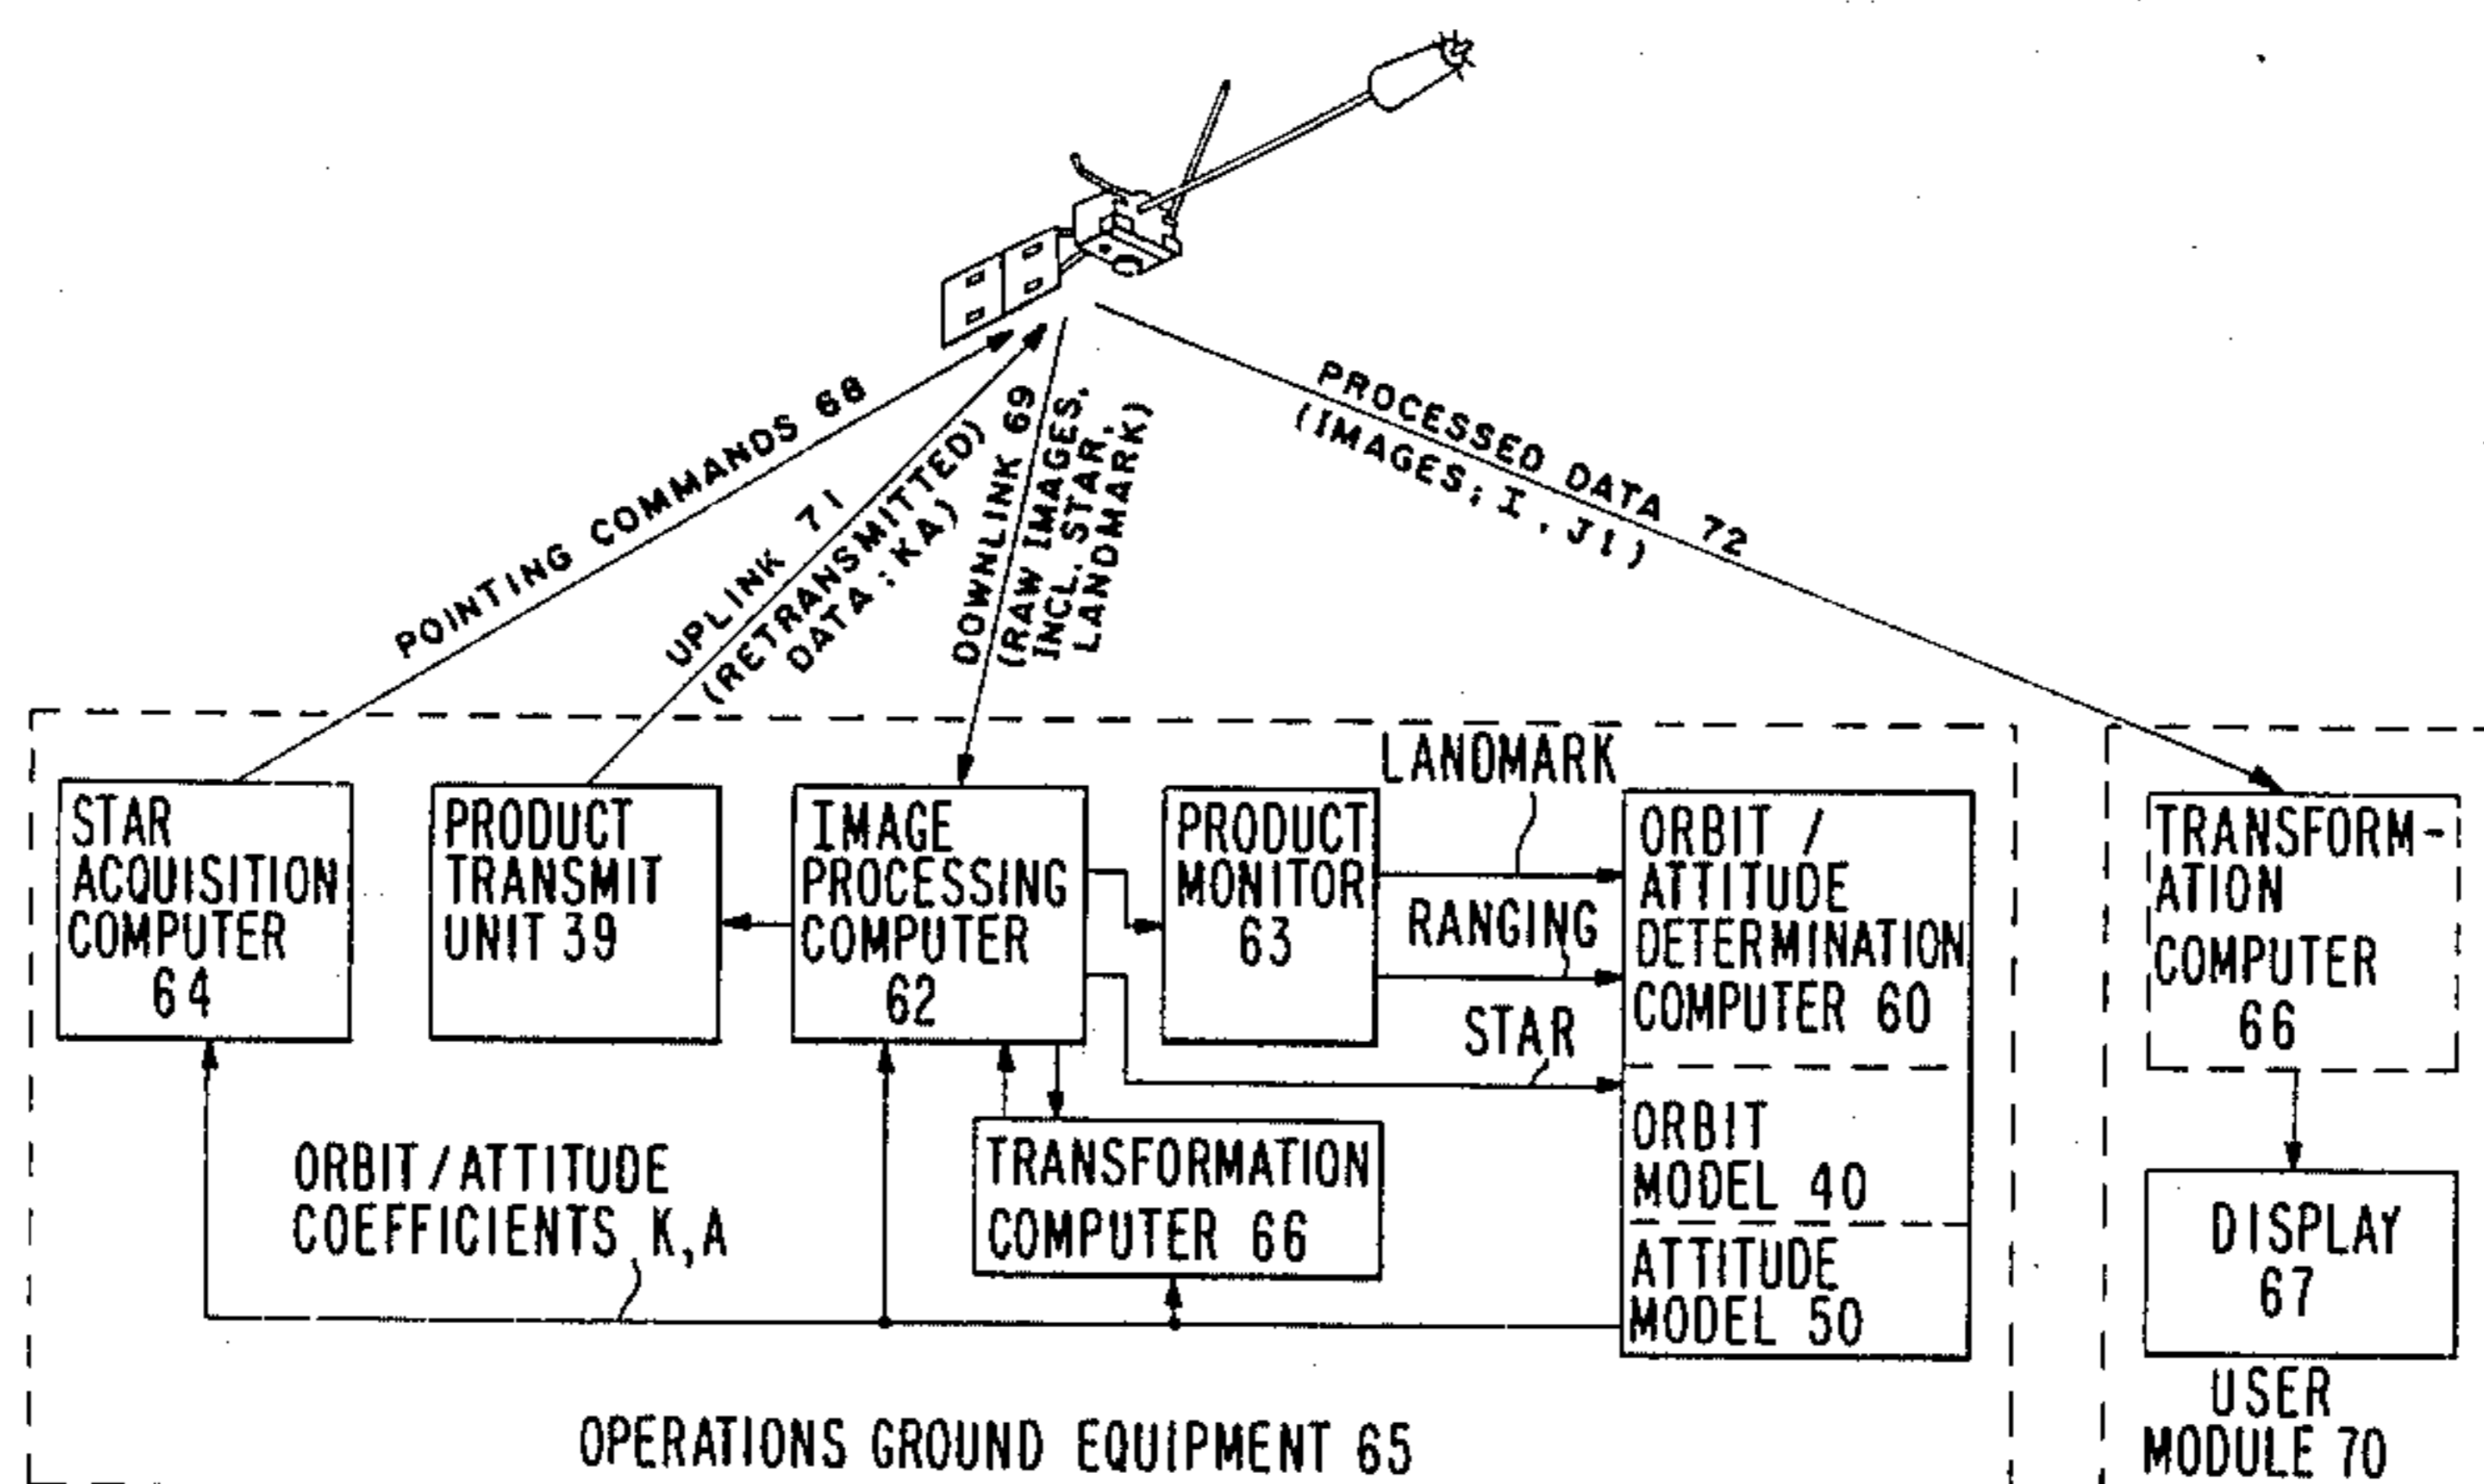 POINTING COMMANDS 68
UPLINK 71
(RETRANSMITTED)
DATA; KA)
DOWNLINK 69
(RAW IMAGES,
INCL. STAR,
LANDMARK)
PROCESSED DATA 72
(IMAGES; I, J1)
STAR
ACQUISITION
COMPUTER
64
PRODUCT
TRANSMIT
UNIT 39
IMAGE
PROCESSING
COMPUTER
62
PRODUCT
MONITOR
63
LANDMARK
RANGING
STAR
ORBIT /
ATTITUDE
DETERMINATION
COMPUTER 60
ORBIT
MODEL 40
ATTITUDE
MODEL 50
TRANSFORMATION
COMPUTER 66
ORBIT/ATTITUDE
COEFFICIENTS K,A
OPERATIONS GROUND EQUIPMENT 65
TRANSFORM-
ATION
COMPUTER
66
DISPLAY
67
USER
MODULE 70